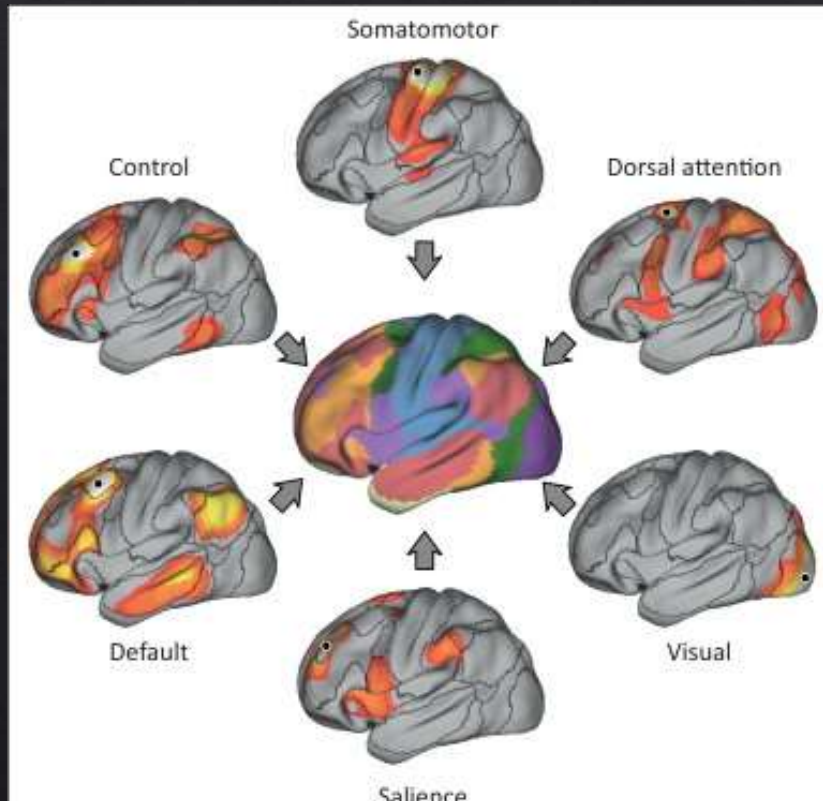 Somatomotor
Control
Dorsal attention
Default
Visual
Salience